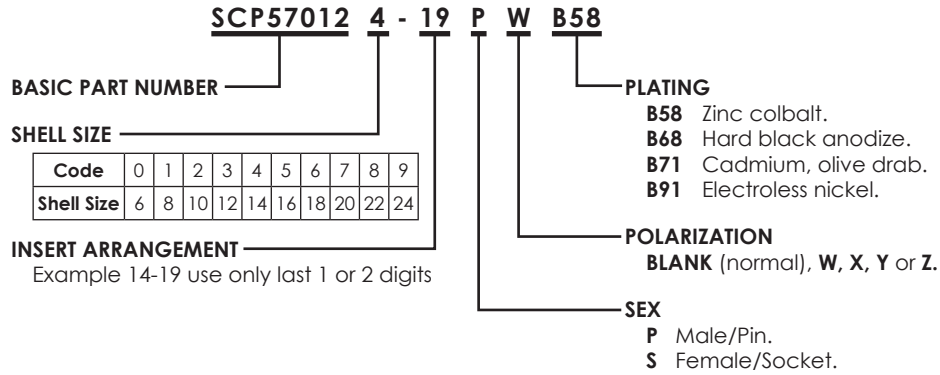 SCP57012 4 - 19 P W B58
BASIC PART NUMBER
SHELL SIZE
Code 0 1 2 3 4 5 6 7 8 9
Shell Size 6 8 10 12 14 16 18 20 22 24
INSERT ARRANGEMENT
Example 14-19 use only last 1 or 2 digits
PLATING
B58 Zinc colbalt.
B68 Hard black anodize.
B71 Cadmium, olive drab.
B91 Electroless nickel.
POLARIZATION
BLANK (normal), W, X, Y or Z.
SEX
P Male/Pin.
S Female/Socket.